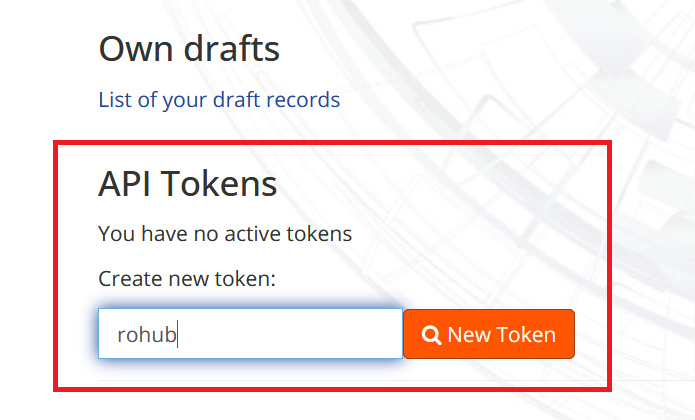 Own drafts
List of your draft records
API Tokens
You have no active tokens
Create new token:
rohub
New Token